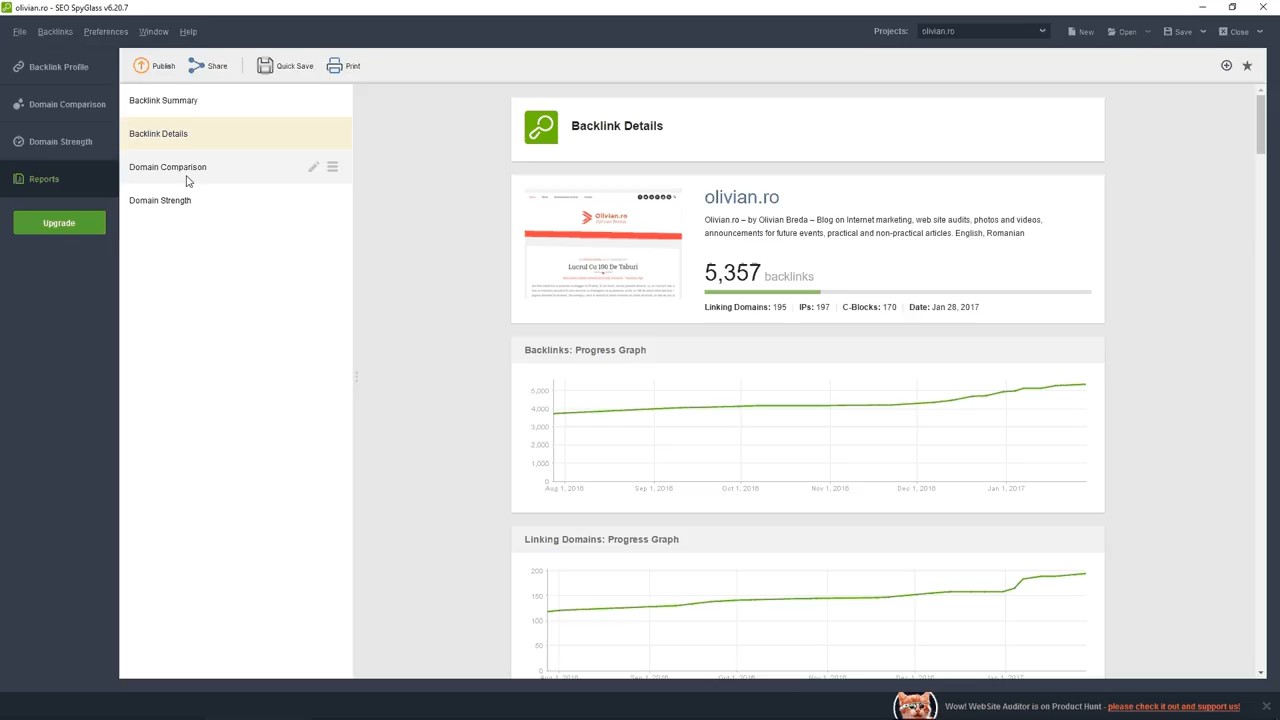 olivian.ro - SEO SpyGlass v6.20.7
File Backlinks Preferences Window Help
Projects: olivian.ro New Open Save Close
Backlink Profile
Domain Comparison
Domain Strength
Reports
Upgrade
Publish Share Quick Save Print
Backlink Summary
Backlink Details
Domain Comparison
Domain Strength
Backlink Details
Olivian.ro
Lucrul Cu 100 De Taburi
olivian.ro
Olivian.ro – by Olivian Breda – Blog on Internet marketing, web site audits, photos and videos,
announcements for future events, practical and non-practical articles. English, Romanian
5,357 backlinks
Linking Domains: 195 IPs: 197 C-Blocks: 170 Date: Jan 28, 2017
Backlinks: Progress Graph
5,000
4,000
3,000
2,000
1,000
0
Aug 1, 2016 Sep 1, 2016 Oct 1, 2016 Nov 1, 2016 Dec 1, 2016 Jan 1, 2017
Linking Domains: Progress Graph
200
150
100
50
0
Wow! WebSite Auditor is on Product Hunt - please check it out and support us!